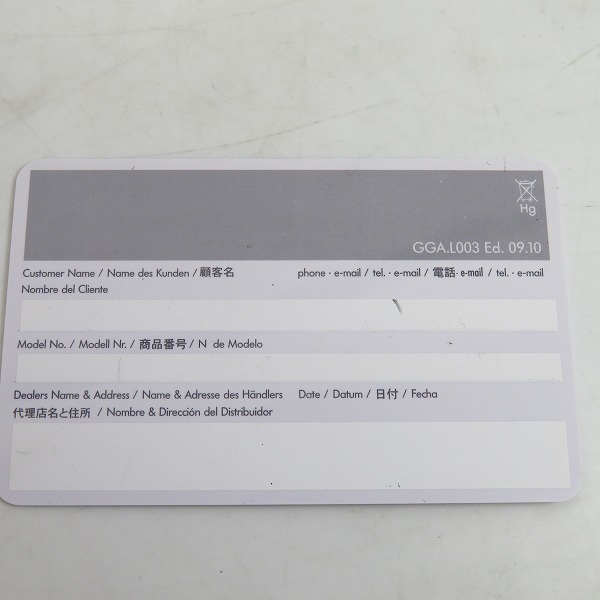 Hg
GGA.L003 Ed. 09.10
Customer Name / Name des Kunden / 顧客名 phone · e-mail / tel. · e-mail / 電話· e-mail / tel. · e-mail
Nombre del Cliente
Model No. / Modell Nr. / 商品番号 / N de Modelo
Dealers Name & Address / Name & Adresse des Händlers Date / Datum / 日付 / Fecha
代理店名と住所 / Nombre & Dirección del Distribuidor